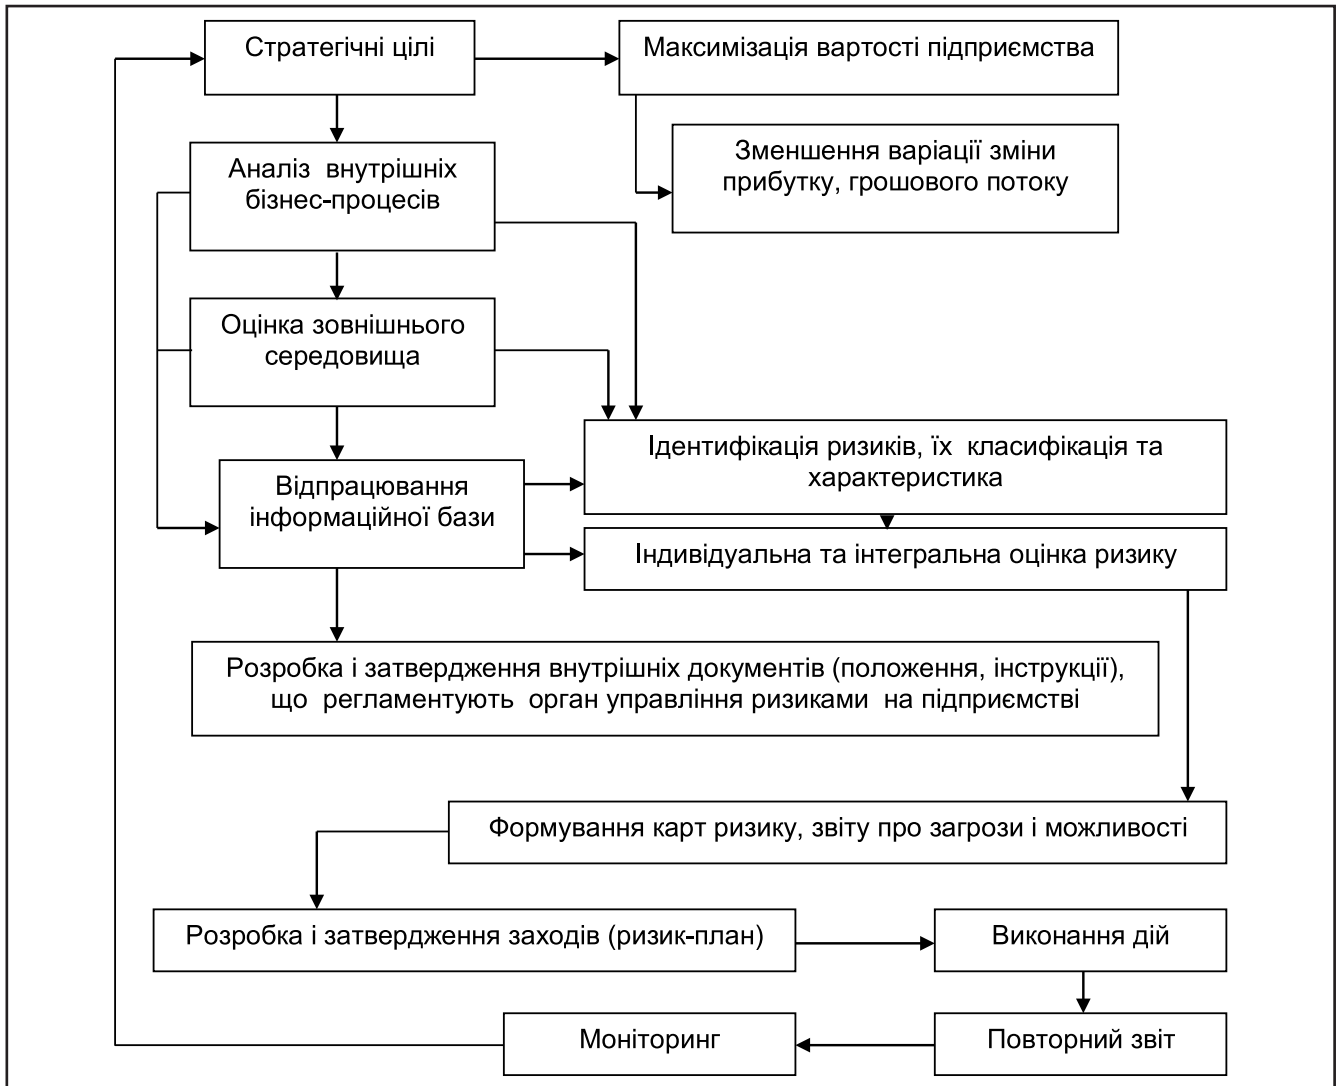 Стратегічні цілі
Максимізація вартості підприємства
Зменшення варіації зміни
прибутку, грошового потоку
Аналіз внутрішніх
бізнес-процесів
Оцінка зовнішнього
середовища
Ідентифікація ризиків, їх класифікація та
характеристика
Відпрацювання
інформаційної бази
Індивідуальна та інтегральна оцінка ризику
Розробка і затвердження внутрішніх документів (положення, інструкції),
що регламентують орган управління ризиками на підприємстві
Формування карт ризику, звіту про загрози і можливості
Розробка і затвердження заходів (ризик-план)
Виконання дій
Моніторинг
Повторний звіт